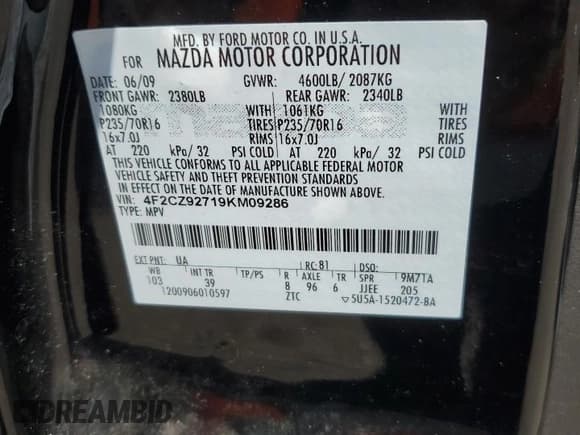 MFD. BY FORD MOTOR CO. IN U.S.A.
FOR MAZDA MOTOR CORPORATION
DATE: 06/09 GVWR: 4600LB/ 2087KG
FRONT GAWR: 2380LB REAR GAWR: 2340LB
1080KG WITH 1061KG WITH
P235/70R16 TIRES P235/70R16 TIRES
16x7.0J RIMS 16x7.0J RIMS
AT 220 kPa/ 32 PSI COLD AT 220 kPa/ 32 PSI COLD
THIS VEHICLE CONFORMS TO ALL APPLICABLE FEDERAL MOTOR
VEHICLE SAFETY AND THEFT PREVENTION STANDARDS
IN EFFECT ON THE DATE OF MANUFACTURE SHOWN ABOVE.
VIN: 4F2CZ92719KM09286
TYPE: MPV
EXT PNT: UA RC: 81 DSO:
WB INT TR TP/PS R AXLE TR SPR 9M71A
103 39 8 96 6 JJEE 205
1200906010597 ZTC 5U5A-1520472-BA
DREAMBID